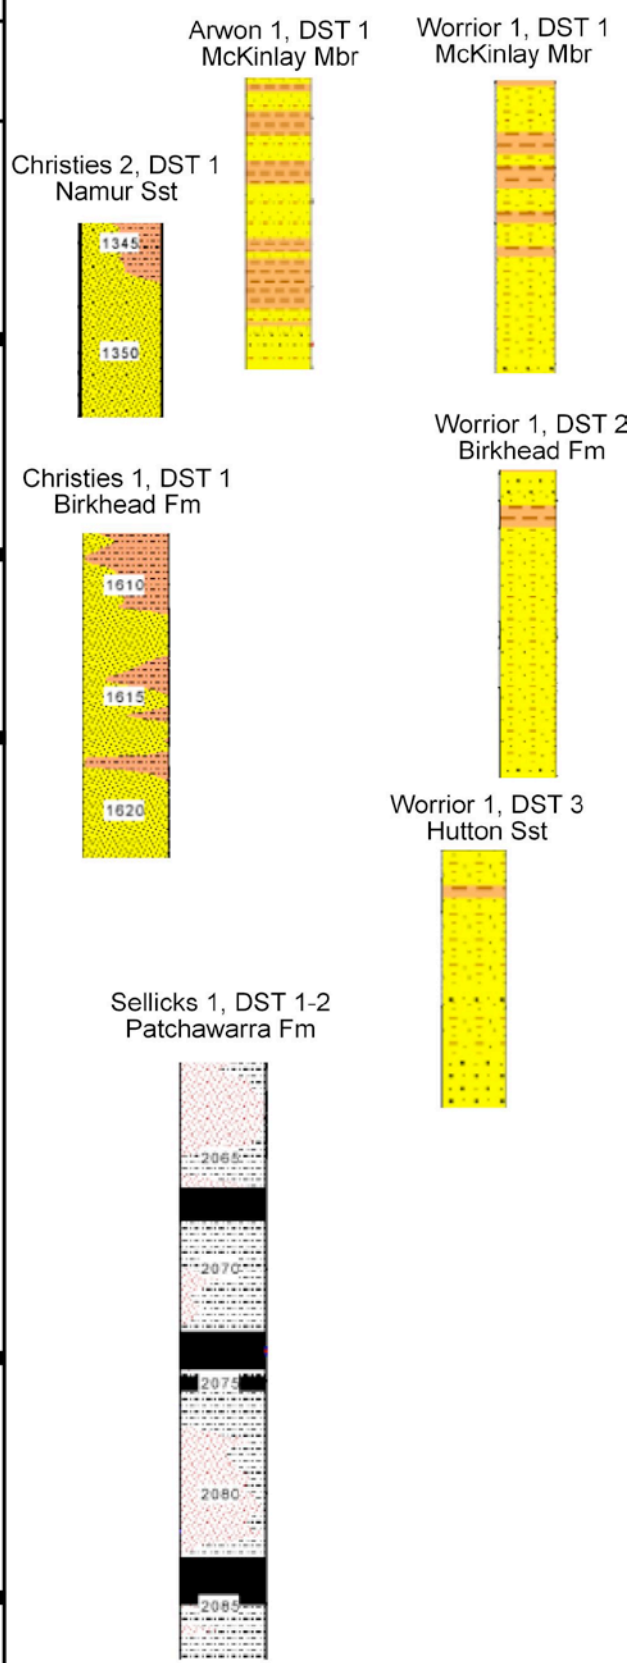 Arwon 1, DST 1
McKinlay Mbr
Worrior 1, DST 1
McKinlay Mbr
Christies 2, DST 1
Namur Sst
1345
1350
Worrior 1, DST 2
Birkhead Fm
Christies 1, DST 1
Birkhead Fm
1610
1615
1620
Worrior 1, DST 3
Hutton Sst
Sellicks 1, DST 1-2
Patchawarra Fm
2065
2070
2075
2080
2085